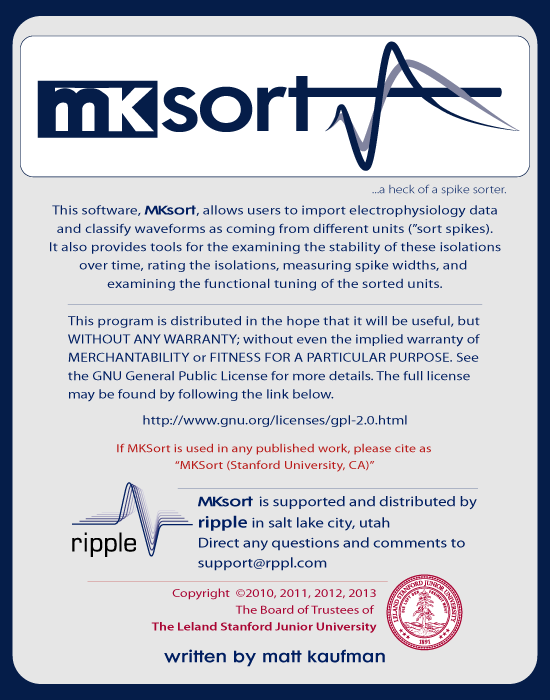 mksort
...a heck of a spike sorter.
This software, MKsort, allows users to import electrophysiology data
and classify waveforms as coming from different units ("sort spikes).
It also provides tools for the examining the stability of these isolations
over time, rating the isolations, measuring spike widths, and
examining the functional tuning of the sorted units.
This program is distributed in the hope that it will be useful, but
WITHOUT ANY WARRANTY; without even the implied warranty of
MERCHANTABILITY or FITNESS FOR A PARTICULAR PURPOSE. See
the GNU General Public License for more details. The full license
may be found by following the link below.
http://www.gnu.org/licenses/gpl-2.0.html
If MKSort is used in any published work, please cite as
"MKSort (Stanford University, CA)"
MKsort is supported and distributed by
ripple in salt lake city, utah
Direct any questions and comments to
support@rppl.com
ripple
Copyright ©2010, 2011, 2012, 2013
The Board of Trustees of
The Leland Stanford Junior University
LELAND STANFORD JUNIOR UNIVERSITY
1891
written by matt kaufman